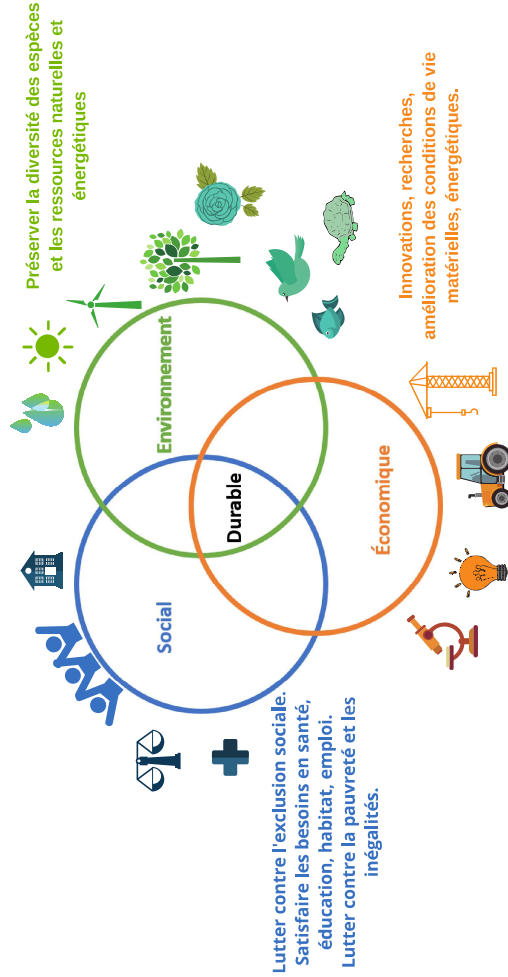 Préserver la diversité des espèces
et les ressources naturelles et
énergétiques
Social
Environnement
Durable
Économique
Lutter contre l'exclusion sociale.
Satisfaire les besoins en santé,
éducation, habitat, emploi.
Lutter contre la pauvreté et les
inégalités.
Innovations, recherches,
amélioration des conditions de vie
matérielles, énergétiques.